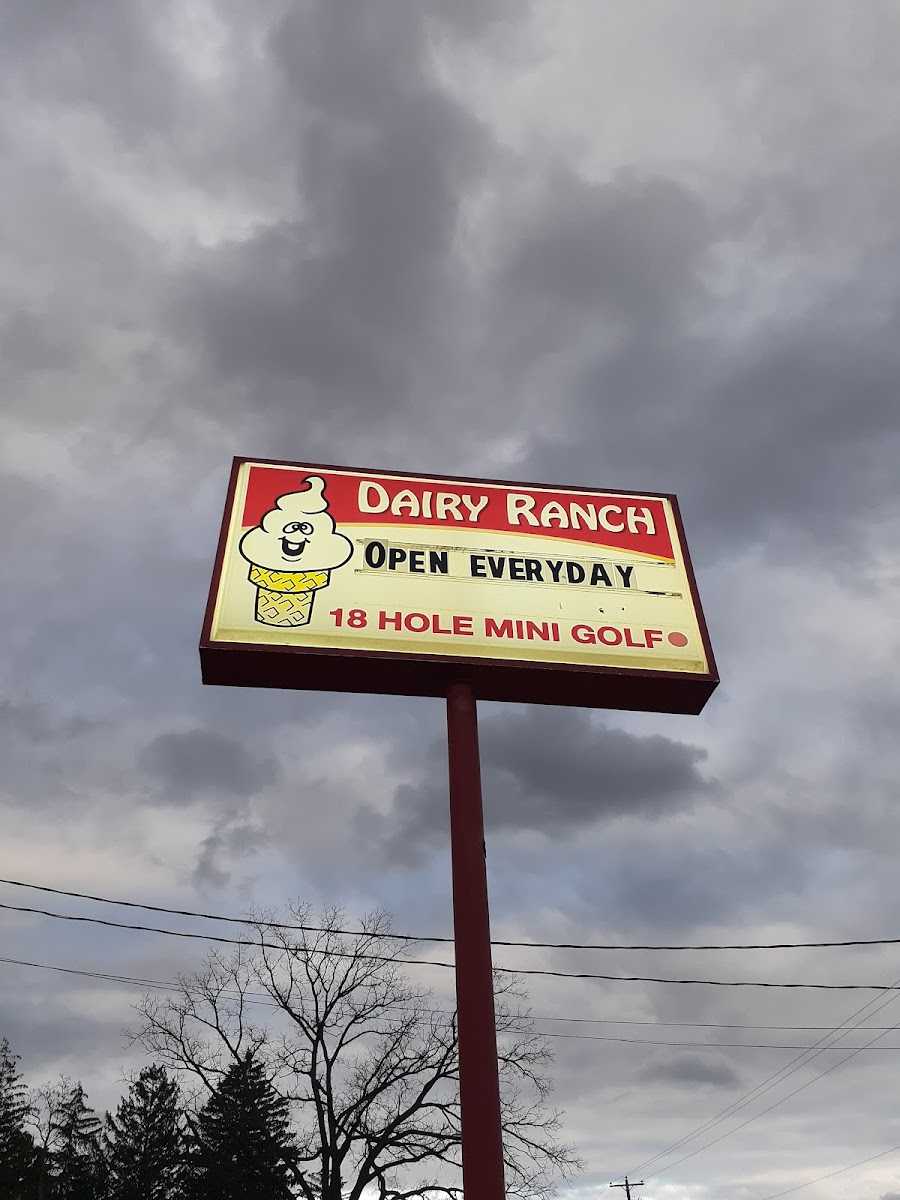 DAIRY RANCH
OPEN EVERYDAY
18 HOLE MINI GOLF